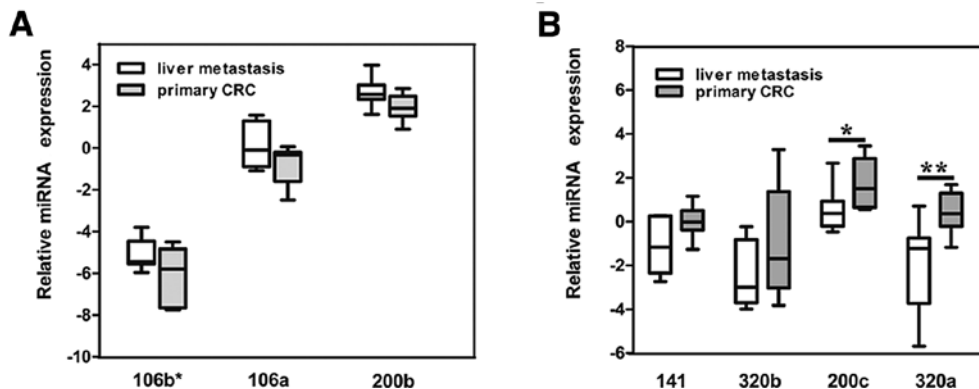 A
Relative miRNA expression
4
2
0
-2
-4
-6
-8
-10
liver metastasis
primary CRC
106b*
106a
200b
B
Relative miRNA expression
8
4
2
0
-2
-4
-6
liver metastasis
primary CRC
*
**
141
320b
200c
320a